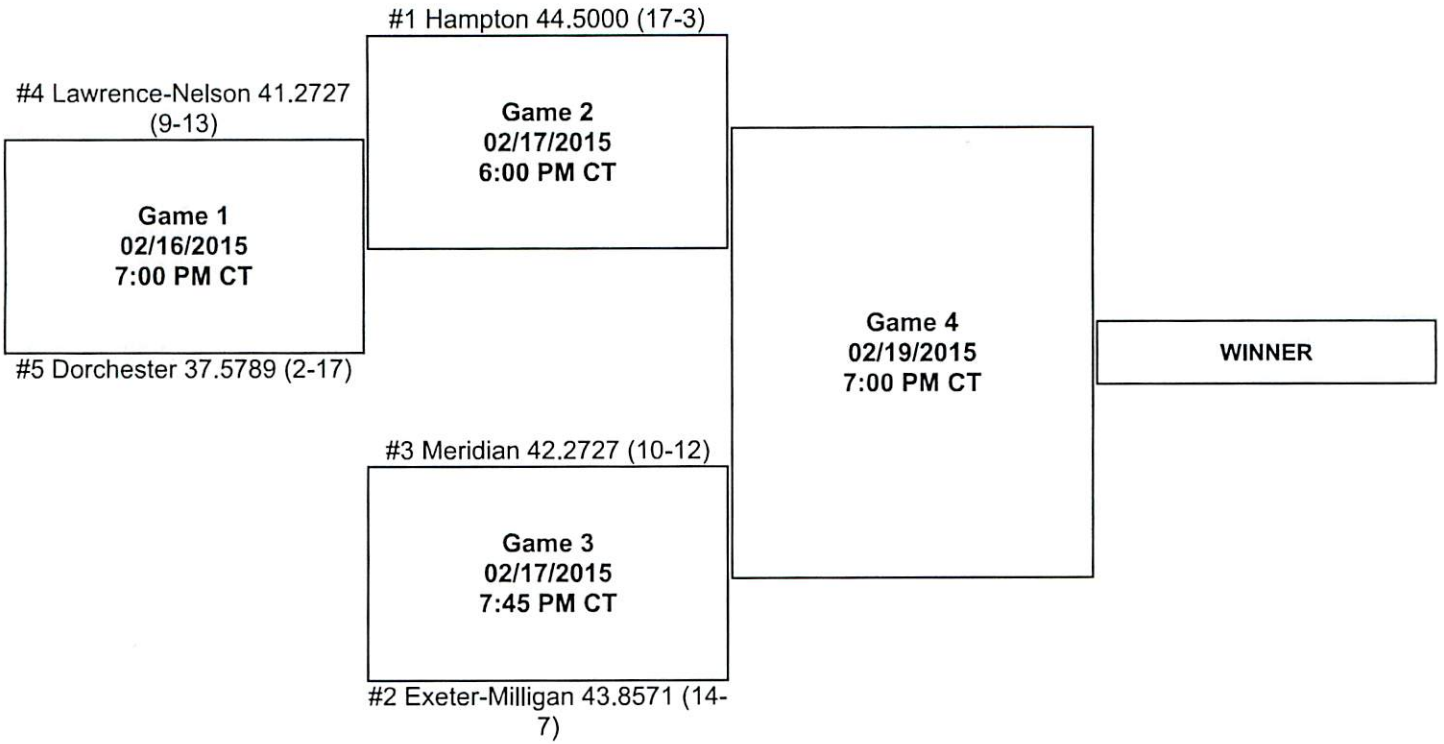 #1 Hampton 44.5000 (17-3)
#4 Lawrence-Nelson 41.2727
(9-13)
Game 2
02/17/2015
6:00 PM CT
Game 1
02/16/2015
7:00 PM CT
#5 Dorchester 37.5789 (2-17)
Game 4
02/19/2015
7:00 PM CT
WINNER
#3 Meridian 42.2727 (10-12)
Game 3
02/17/2015
7:45 PM CT
#2 Exeter-Milligan 43.8571 (14-
7)